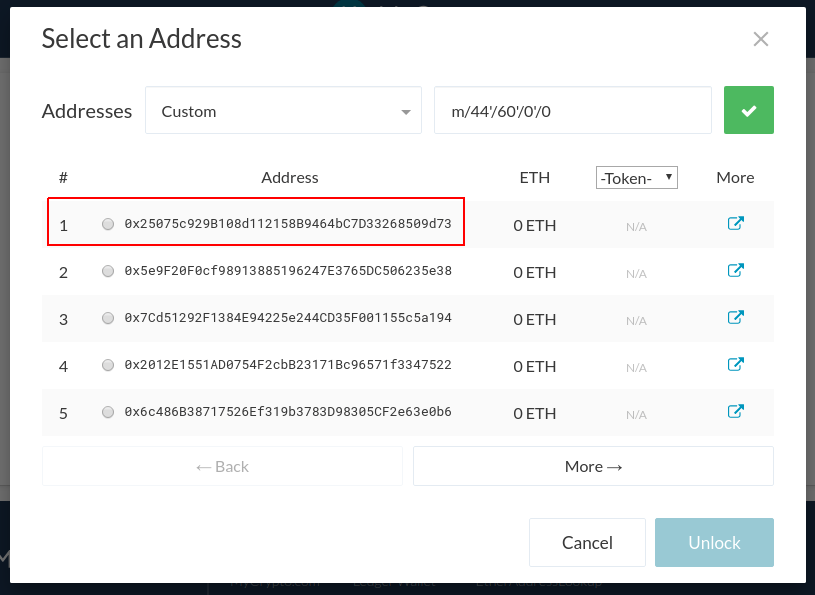 Select an Address
Addresses Custom m/44'/60'/0'/0
# Address ETH -Token- More
1 0x25075c929B108d112158B9464bC7D33268509d73 0 ETH N/A
2 0x5e9F20F0cf98913885196247E3765DC506235e38 0 ETH N/A
3 0x7Cd51292F1384E94225e244CD35F001155c5a194 0 ETH N/A
4 0x2012E1551AD0754F2cbB23171Bc96571f3347522 0 ETH N/A
5 0x6c486B38717526Ef319b3783D98305CF2e63e0b6 0 ETH N/A
←Back More→
Cancel Unlock